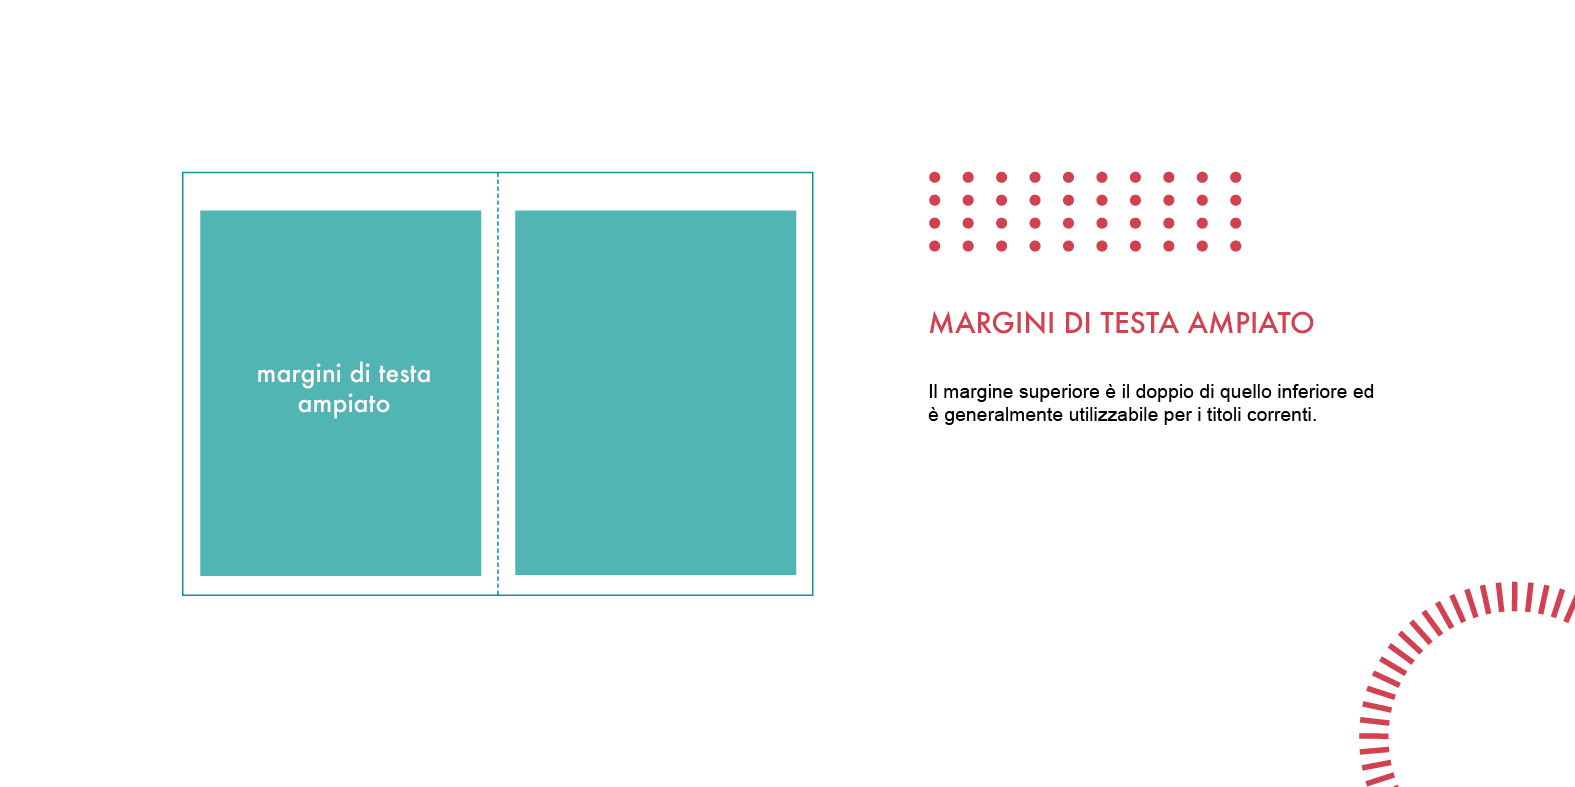 margini di testa
ampiato
MARGINI DI TESTA AMPIATO
Il margine superiore è il doppio di quello inferiore ed
è generalmente utilizzabile per i titoli correnti.